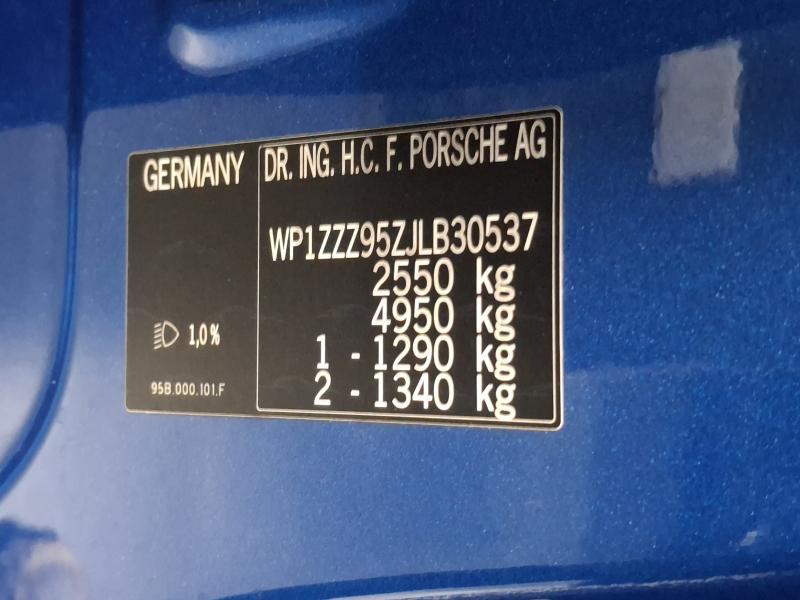 GERMANY
DR. ING. H.C. F. PORSCHE AG
WP1ZZZ95ZJLB30537
2550 kg
4950 kg
1 - 1290 kg
2 - 1340 kg
1,0%
95B.000.101.F